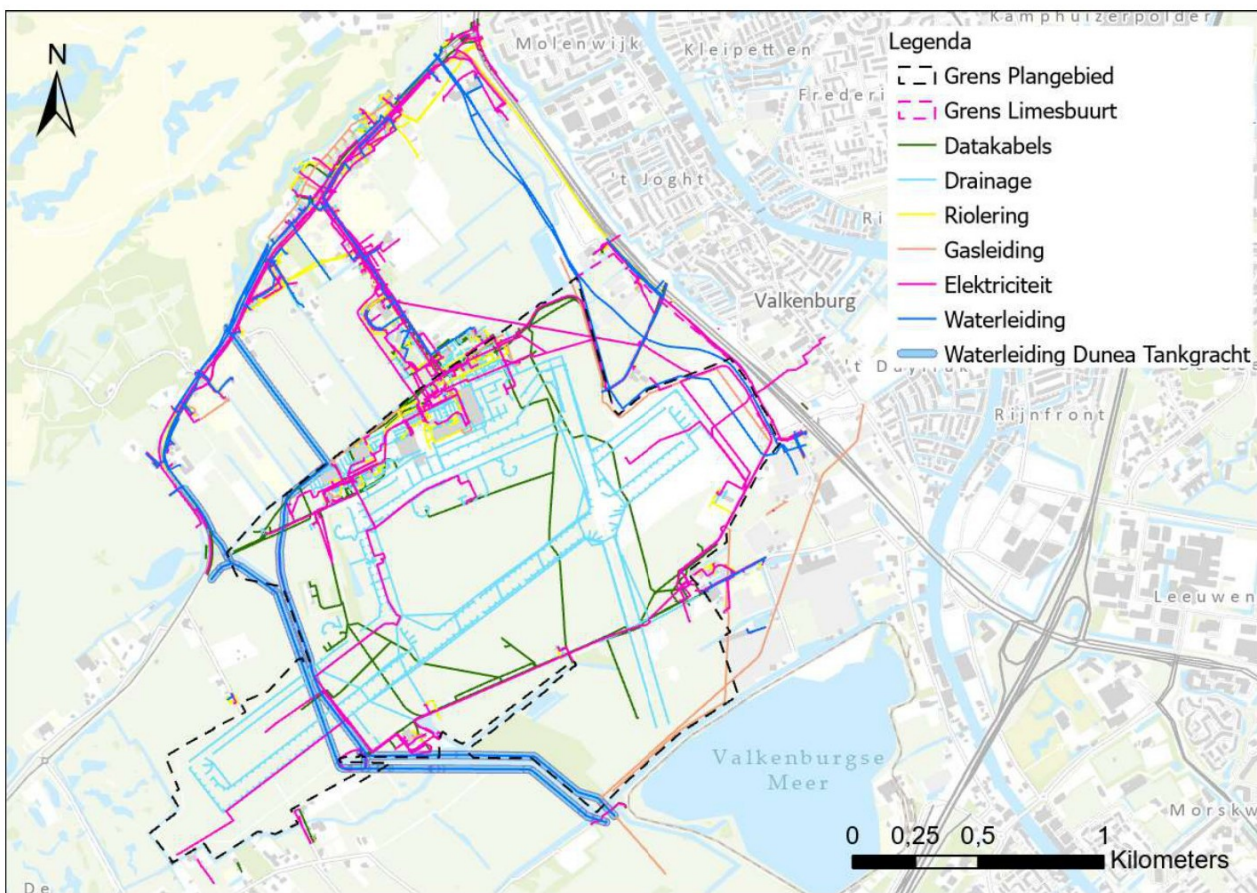 Kamphuizerpolder
Molenwijk
Kleipetten
Frederi
N
Legenda
Grens Plangebied
Grens Limesbuurt
Datakabels
Drainage
Riolering
Gasleiding
Elektriciteit
Waterleiding
Waterleiding Dunea Tankgracht
't Joght
Ri
Valkenburg
Rijnfront
Leeuwen
Valkenburgse
Meer
Morskw
0 0,25 0,5 1
Kilometers
De